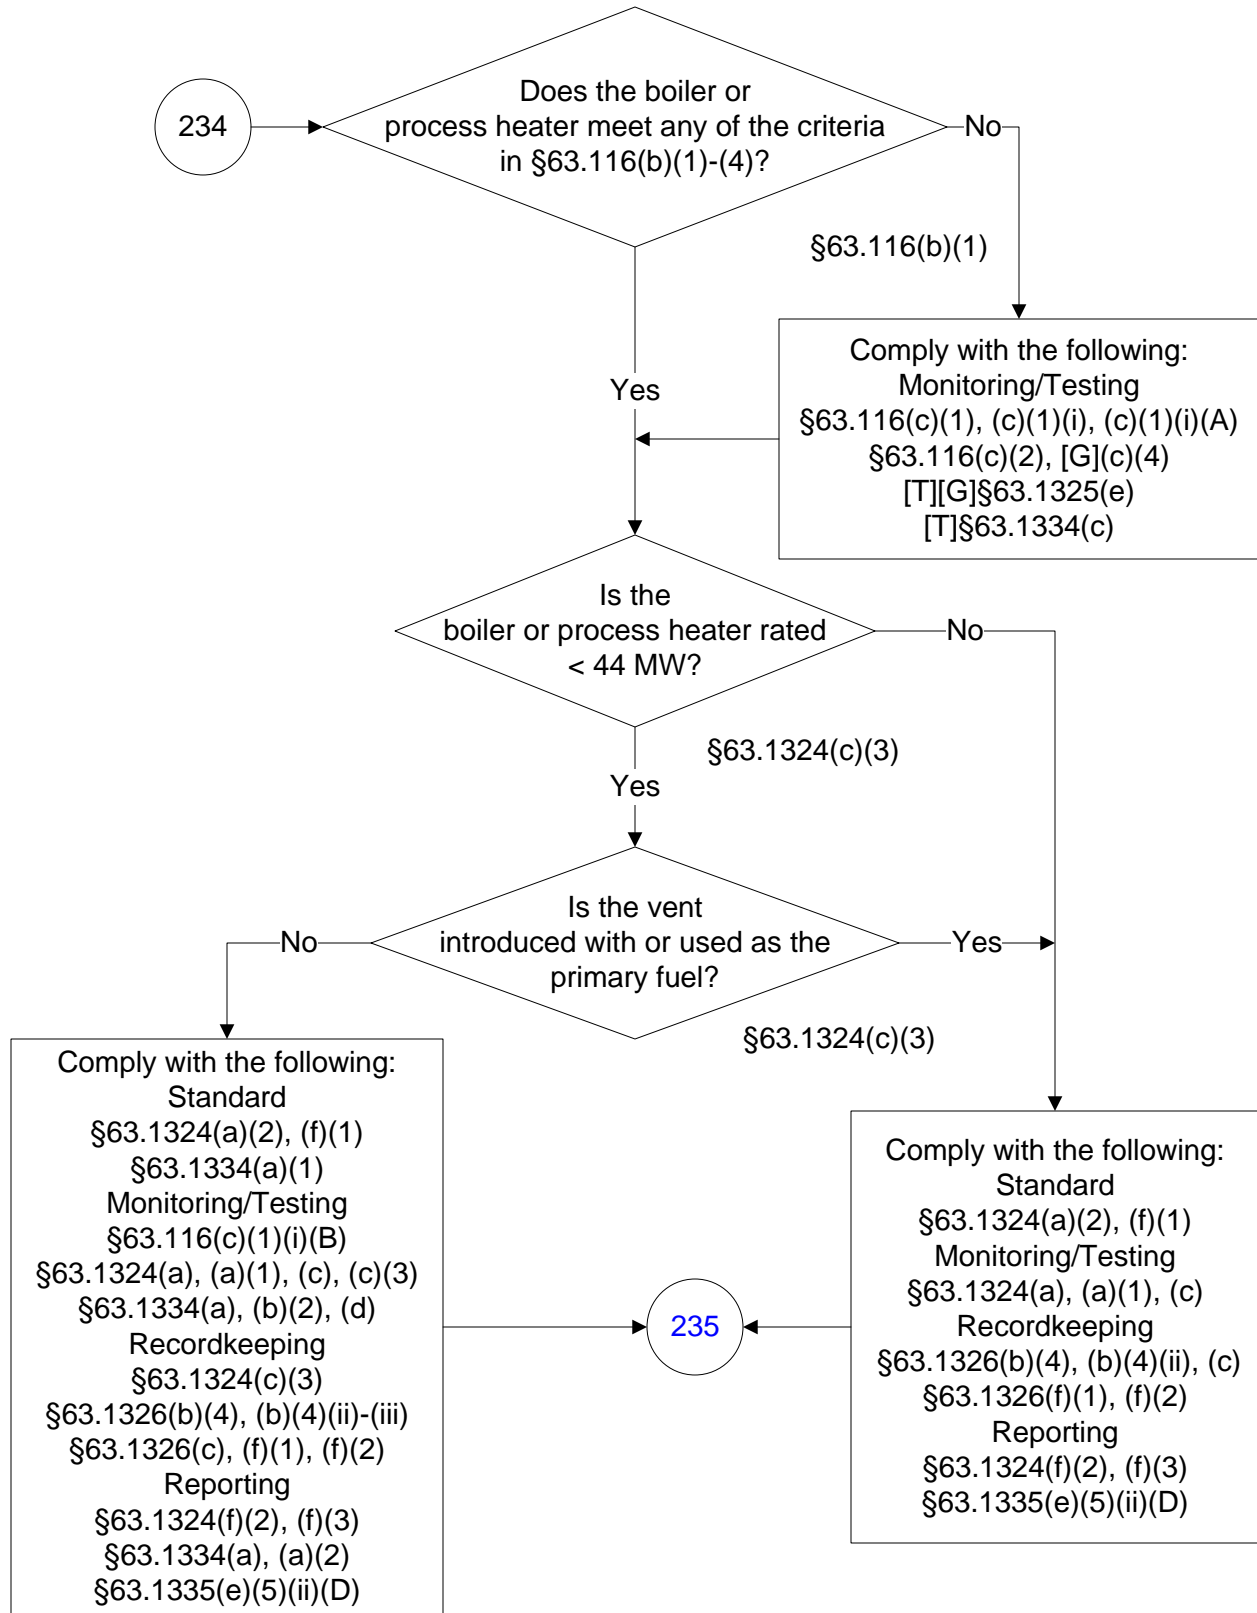 234
Does the boiler or
process heater meet any of the criteria
in §63.116(b)(1)-(4)?
No
§63.116(b)(1)
Comply with the following:
Monitoring/Testing
§63.116(c)(1), (c)(1)(i), (c)(1)(i)(A)
§63.116(c)(2), [G](c)(4)
[T][G]§63.1325(e)
[T]§63.1334(c)
Yes
Is the
boiler or process heater rated
< 44 MW?
No
§63.1324(c)(3)
Yes
Is the vent
introduced with or used as the
primary fuel?
No
Yes
§63.1324(c)(3)
Comply with the following:
Standard
§63.1324(a)(2), (f)(1)
§63.1334(a)(1)
Monitoring/Testing
§63.116(c)(1)(i)(B)
§63.1324(a), (a)(1), (c), (c)(3)
§63.1334(a), (b)(2), (d)
Recordkeeping
§63.1324(c)(3)
§63.1326(b)(4), (b)(4)(ii)-(iii)
§63.1326(c), (f)(1), (f)(2)
Reporting
§63.1324(f)(2), (f)(3)
§63.1334(a), (a)(2)
§63.1335(e)(5)(ii)(D)
235
Comply with the following:
Standard
§63.1324(a)(2), (f)(1)
Monitoring/Testing
§63.1324(a), (a)(1), (c)
Recordkeeping
§63.1326(b)(4), (b)(4)(ii), (c)
§63.1326(f)(1), (f)(2)
Reporting
§63.1324(f)(2), (f)(3)
§63.1335(e)(5)(ii)(D)